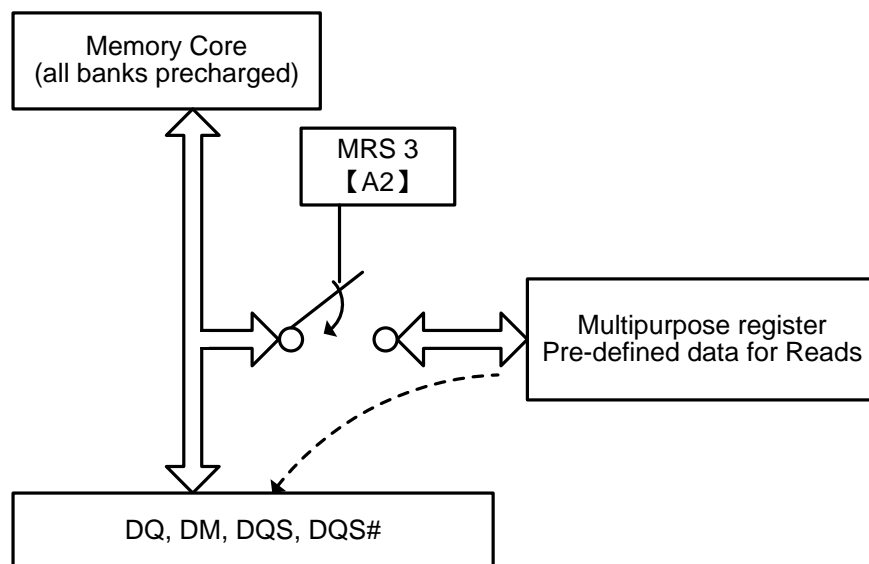 Memory Core
(all banks precharged)
MRS 3
【A2】
Multipurpose register
Pre-defined data for Reads
DQ, DM, DQS, DQS#